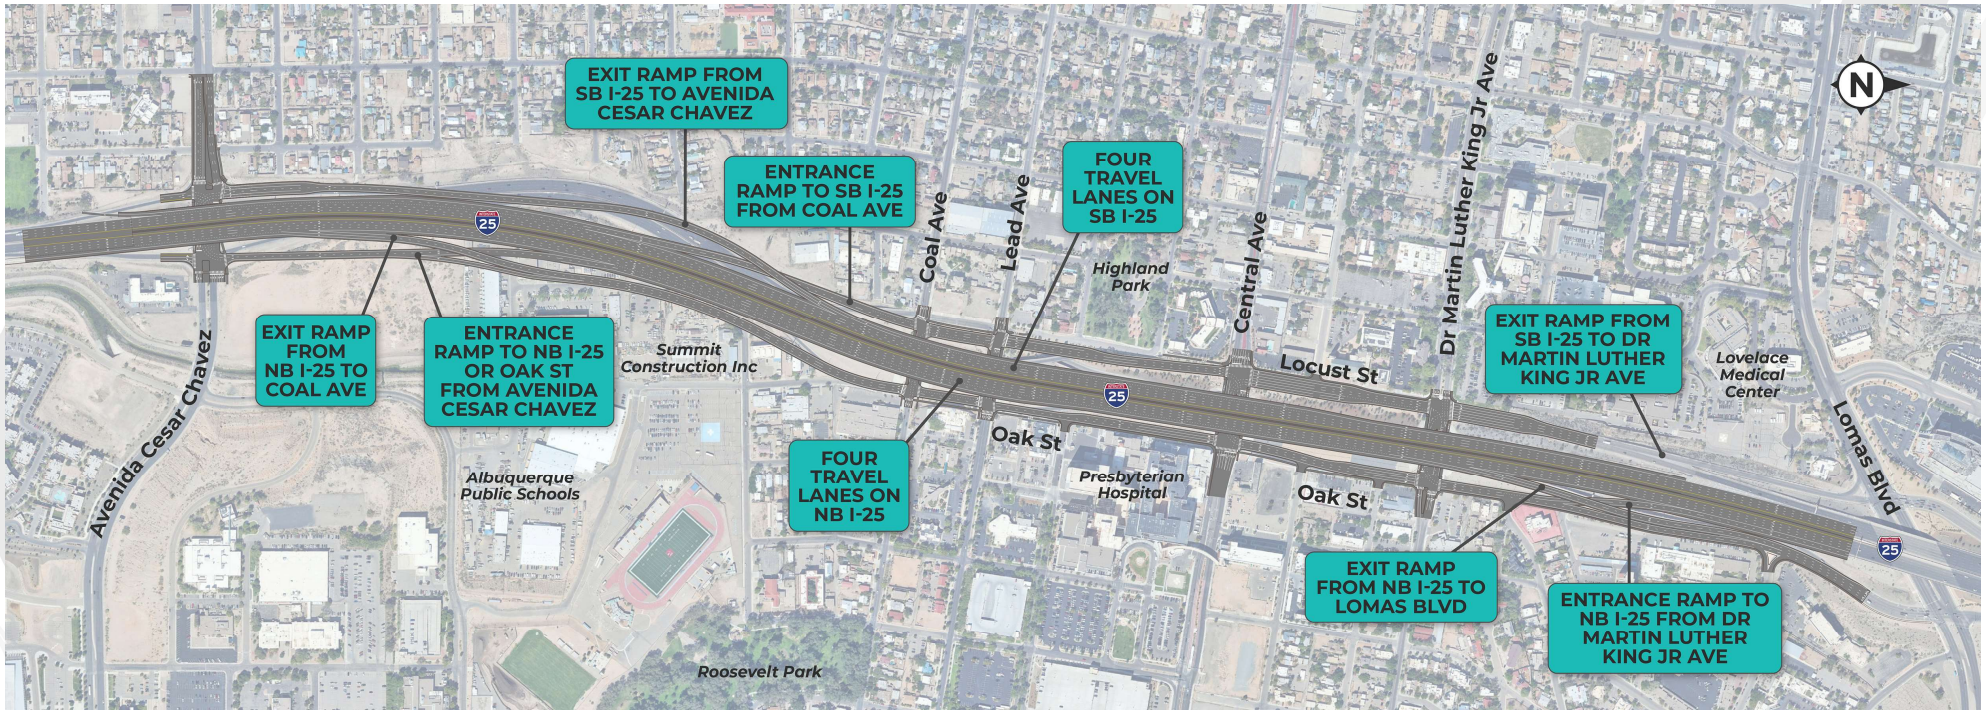 EXIT RAMP FROM
SB I-25 TO AVENIDA
CESAR CHAVEZ
ENTRANCE
RAMP TO SB I-25
FROM COAL AVE
FOUR
TRAVEL
LANES ON
SB I-25
N
Coal Ave
Lead Ave
Highland
Park
Central Ave
Dr Martin Luther King Jr Ave
25
EXIT RAMP
FROM
NB I-25 TO
COAL AVE
ENTRANCE
RAMP TO NB I-25
OR OAK ST
FROM AVENIDA
CESAR CHAVEZ
Summit
Construction Inc
Locust St
25
EXIT RAMP FROM
SB I-25 TO DR
MARTIN LUTHER
KING JR AVE
Lovelace
Medical
Center
Avenida Cesar Chavez
Lomas Blvd
Albuquerque
Public Schools
FOUR
TRAVEL
LANES ON
NB I-25
Oak St
Presbyterian
Hospital
Oak St
25
EXIT RAMP
FROM NB I-25 TO
LOMAS BLVD
ENTRANCE RAMP TO
NB I-25 FROM DR
MARTIN LUTHER
KING JR AVE
Roosevelt Park